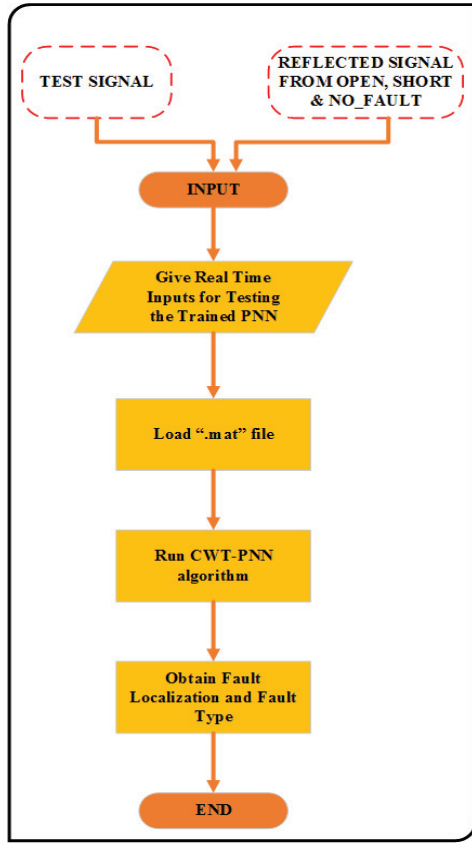 TEST SIGNAL
REFLECTED SIGNAL
FROM OPEN, SHORT
& NO_FAULT
INPUT
Give Real Time
Inputs for Testing
the Trained PNN
Load “.mat” file
Run CWT-PNN
algorithm
Obtain Fault
Localization and Fault
Type
END